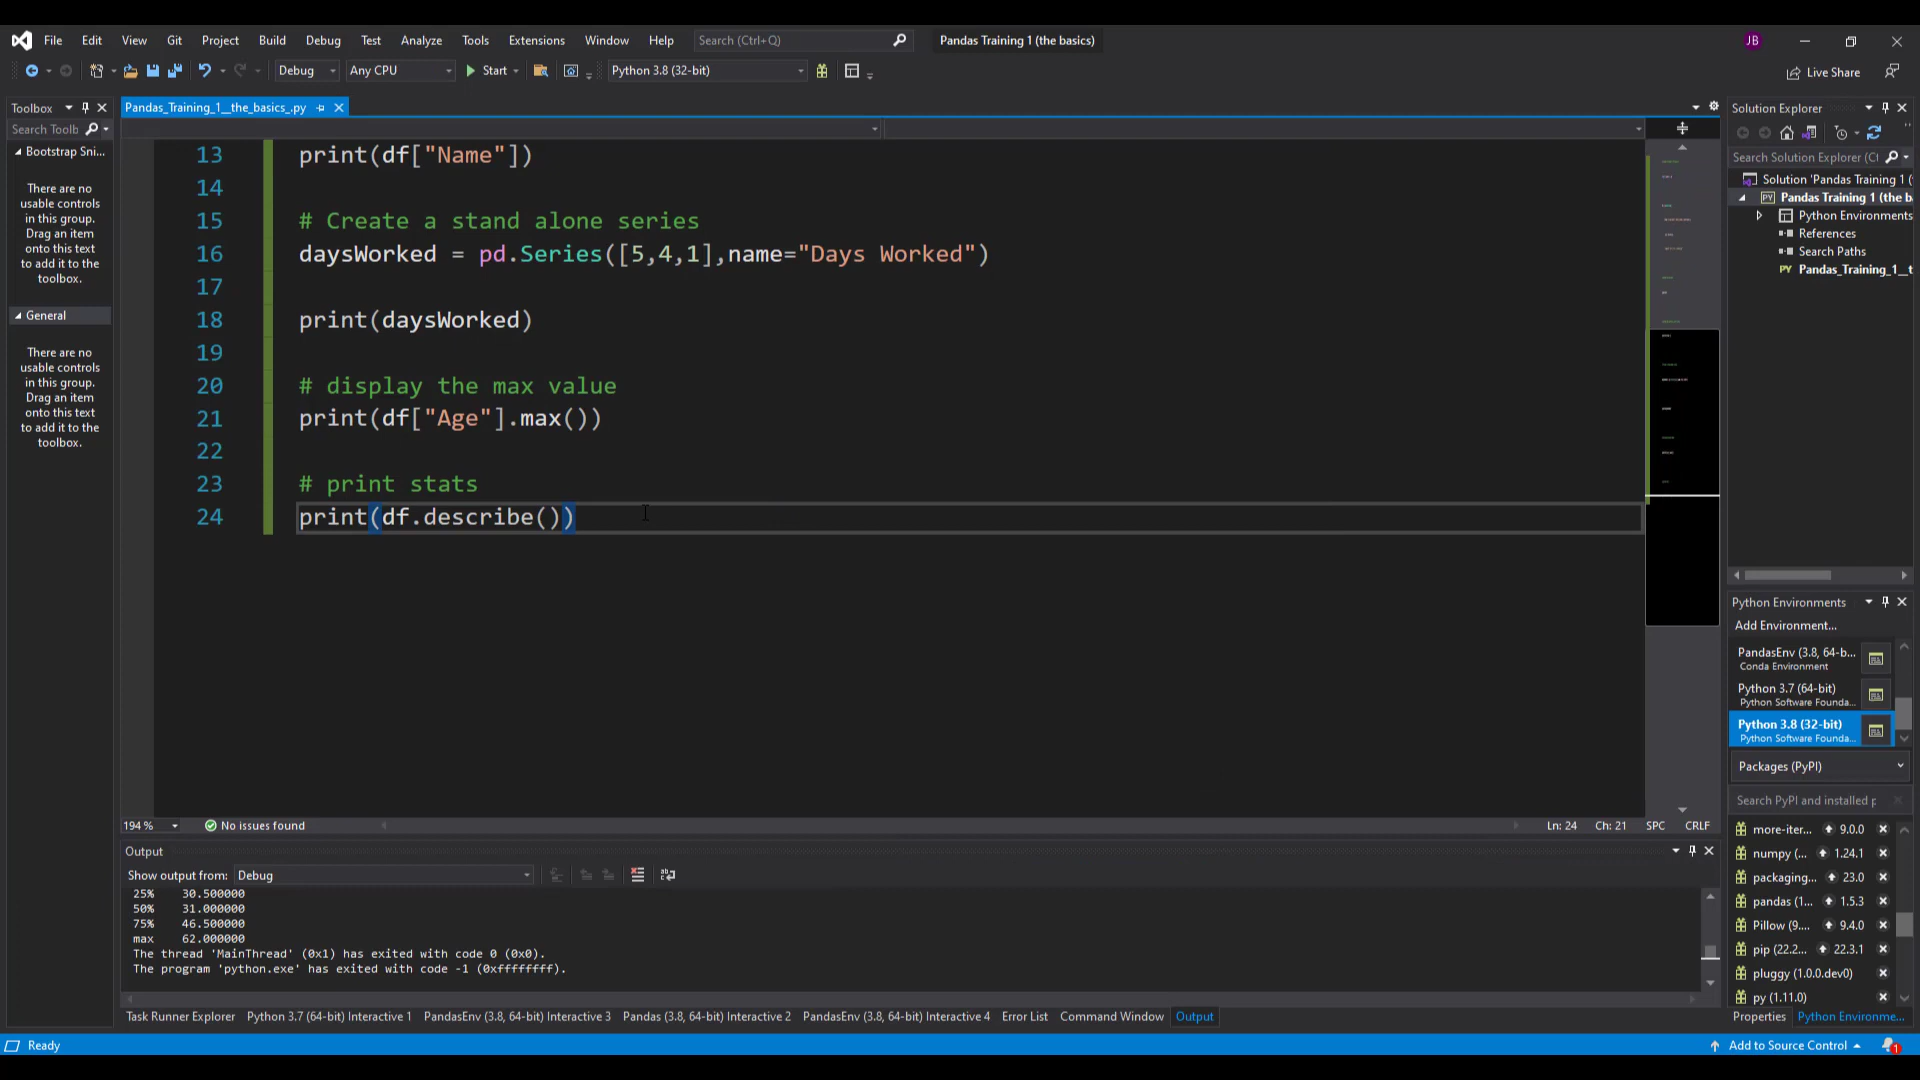 File Edit View Git Project Build Debug Test Analyze Tools Extensions Window Help Search (Ctrl+Q) Pandas Training 1 (the basics) JB
Debug Any CPU Start Python 3.8 (32-bit) Live Share
Toolbox Pandas_Training_1__the_basics_.py Solution Explorer
Search Toolb
Bootstrap Sni...
There are no
usable controls
in this group.
Drag an item
onto this text
to add it to the
toolbox.
General
There are no
usable controls
in this group.
Drag an item
onto this text
to add it to the
toolbox.
13 print(df["Name"])
14
15 # Create a stand alone series
16 daysWorked = pd.Series([5,4,1],name="Days Worked")
17
18 print(daysWorked)
19
20 # display the max value
21 print(df["Age"].max())
22
23 # print stats
24 print(df.describe())
194 % No issues found Ln: 24 Ch: 21 SPC CRLF
Search Solution Explorer (Ct
Solution 'Pandas Training 1 (
Pandas Training 1 (the b
Python Environments
References
Search Paths
Pandas_Training_1__t
Python Environments
Add Environment...
PandasEnv (3.8, 64-b...
Conda Environment
Python 3.7 (64-bit)
Python Software Founda...
Python 3.8 (32-bit)
Python Software Founda...
Packages (PyPI)
Search PyPI and installed p
more-iter... 9.0.0
numpy (... 1.24.1
packaging... 23.0
pandas (1... 1.5.3
Pillow (9.... 9.4.0
pip (22.2... 22.3.1
pluggy (1.0.0.dev0)
py (1.11.0)
Properties Python Environme...
Output
Show output from: Debug
25% 30.500000
50% 31.000000
75% 46.500000
max 62.000000
The thread 'MainThread' (0x1) has exited with code 0 (0x0).
The program 'python.exe' has exited with code -1 (0xffffffff).
Task Runner Explorer Python 3.7 (64-bit) Interactive 1 PandasEnv (3.8, 64-bit) Interactive 3 Pandas (3.8, 64-bit) Interactive 2 PandasEnv (3.8, 64-bit) Interactive 4 Error List Command Window Output
Ready Add to Source Control 1